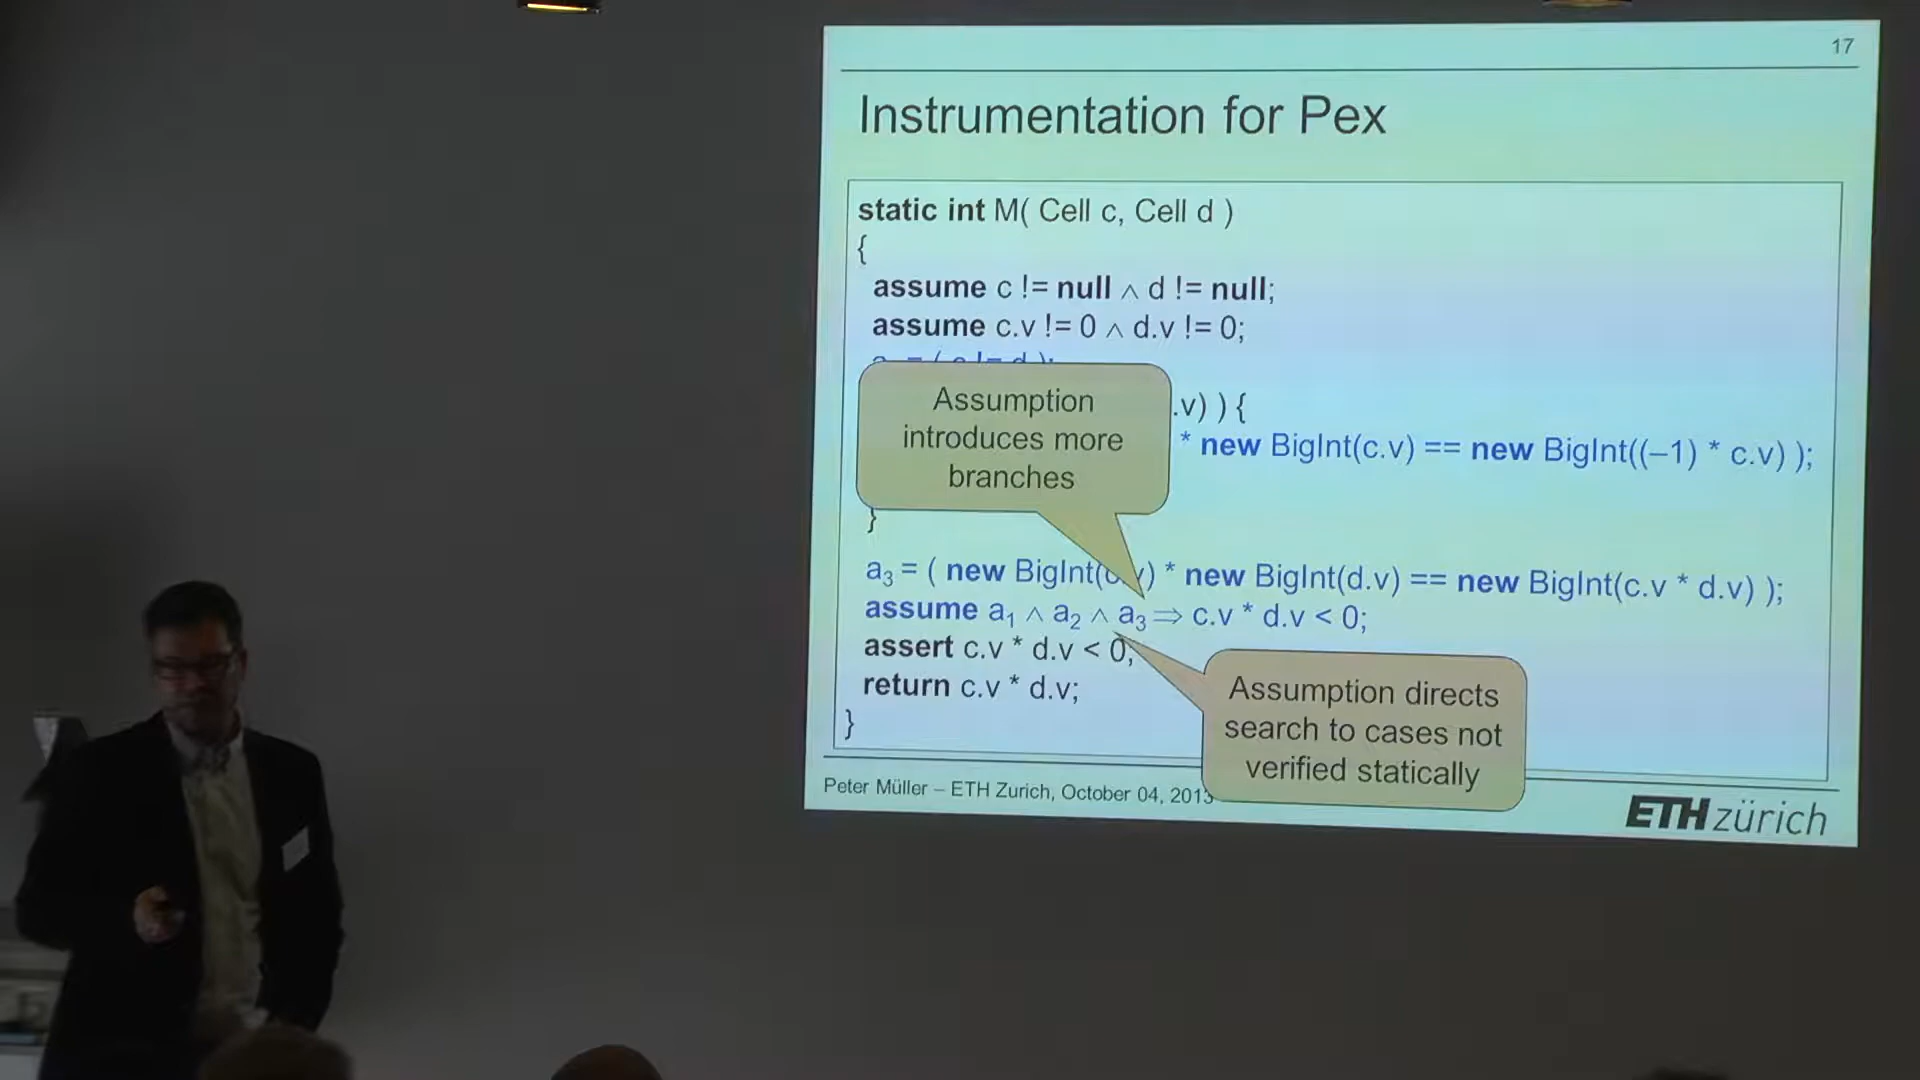 17
Instrumentation for Pex
static int M( Cell c, Cell d )
{
assume c != null ∧ d != null;
assume c.v != 0 ∧ d.v != 0;
Assumption
introduces more
branches
.v) ) {
* new BigInt(c.v) == new BigInt((–1) * c.v) );
}
a₃ = ( new BigInt(c.v) * new BigInt(d.v) == new BigInt(c.v * d.v) );
assume a₁ ∧ a₂ ∧ a₃ ⇒ c.v * d.v < 0;
assert c.v * d.v < 0;
return c.v * d.v;
}
Assumption directs
search to cases not
verified statically
Peter Müller – ETH Zurich, October 04, 2013
ETH zürich